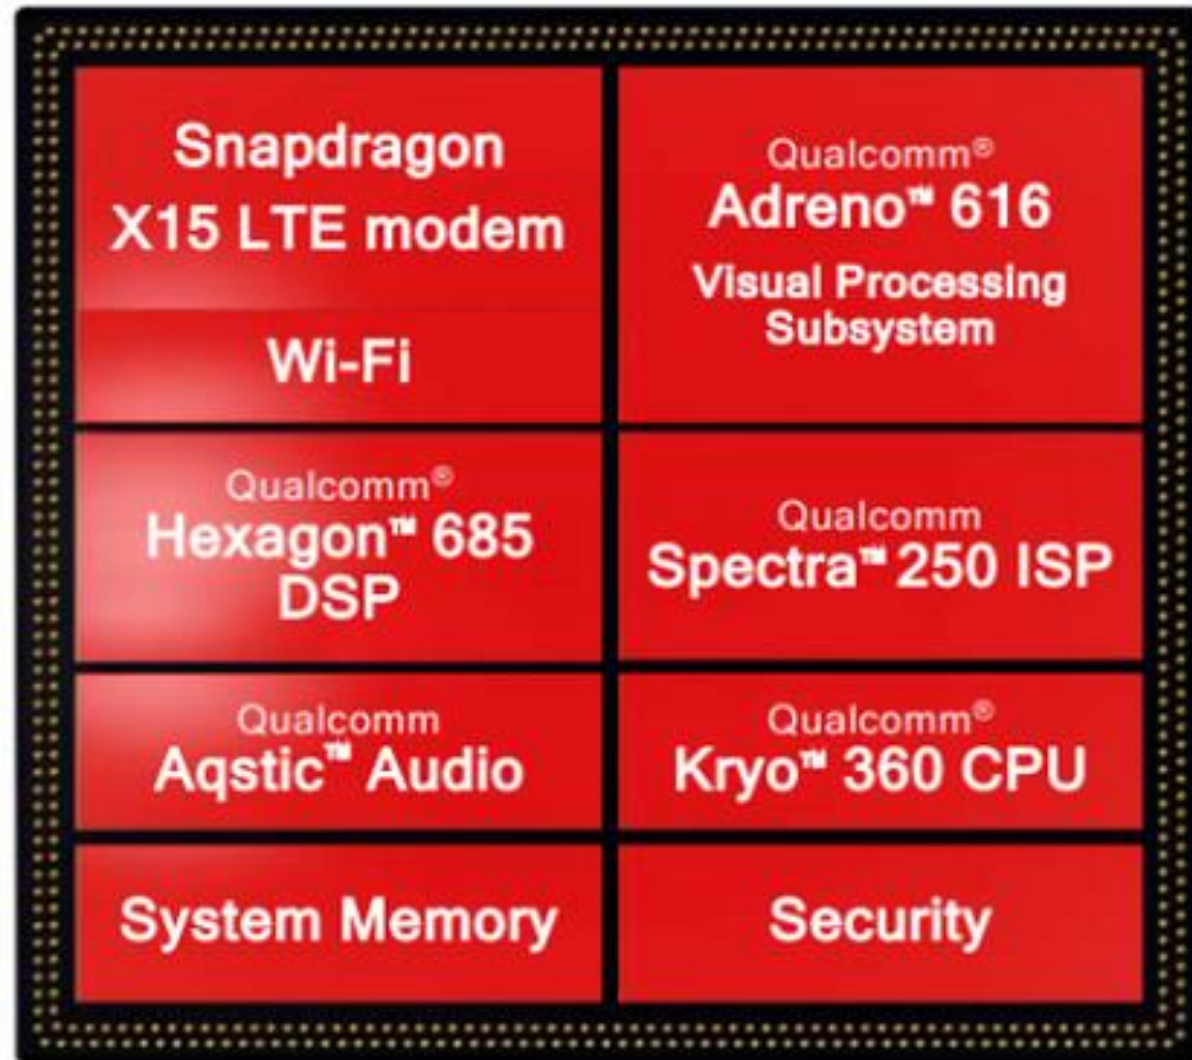 Snapdragon
X15 LTE modem
Wi-Fi
Qualcomm®
Adreno™ 616
Visual Processing
Subsystem
Qualcomm®
Hexagon™ 685
DSP
Qualcomm
Spectra™ 250 ISP
Qualcomm
Aqstic™ Audio
Qualcomm®
Kryo™ 360 CPU
System Memory
Security